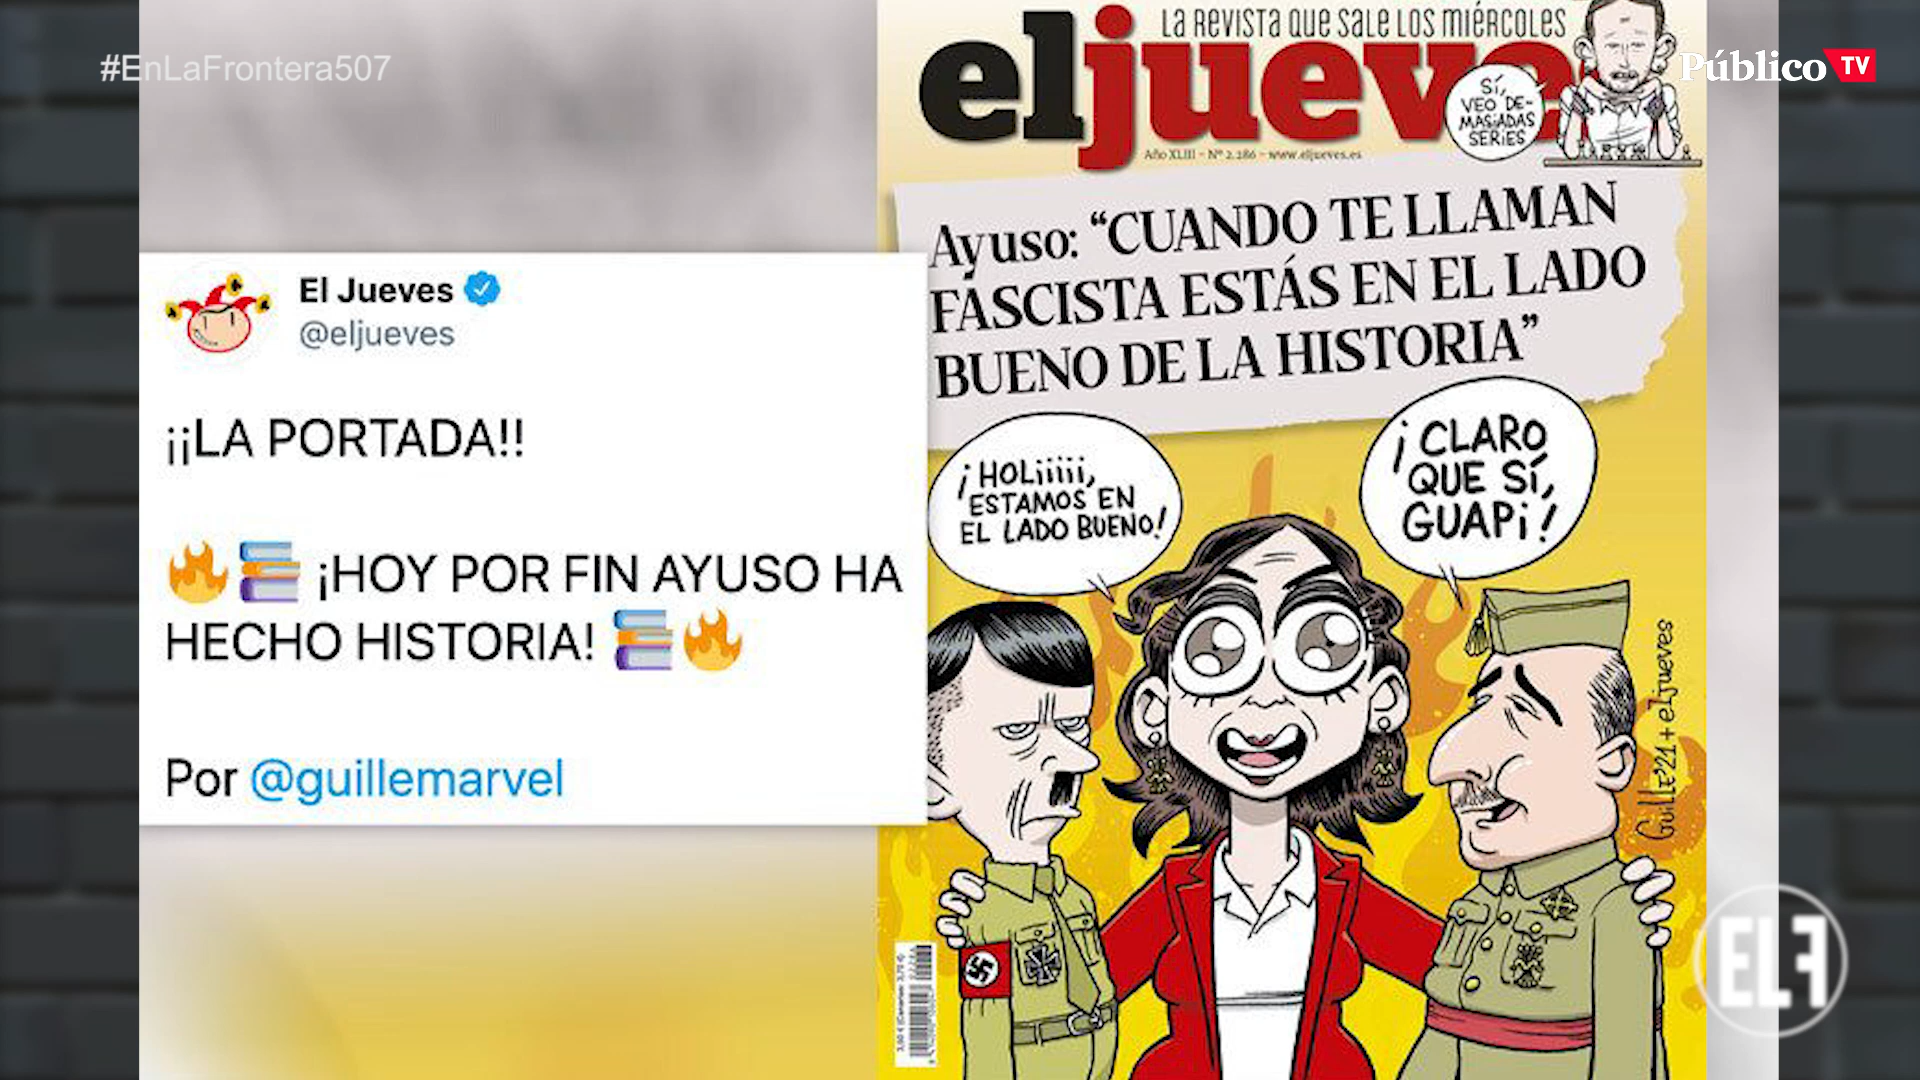 #EnLaFrontera507
Público TV
LA REVISTA QUE SALE LOS MIÉRCOLES
eljueve
SÍ,
VEO DE-
MASIADAS
SERIES
Año XLIII - Nº 2.286 - www.eljueves.es
Ayuso: “CUANDO TE LLAMAN
FASCISTA ESTÁS EN EL LADO
BUENO DE LA HISTORIA”
El Jueves
@eljueves
¡¡LA PORTADA!!
🔥📚 ¡HOY POR FIN AYUSO HA
HECHO HISTORIA! 📚🔥
Por @guillemarvel
¡HOLiiiii,
ESTAMOS EN
EL LADO BUENO!
¡CLARO
QUE SÍ,
GUAPi!
Guille'21+eljueves
ELF